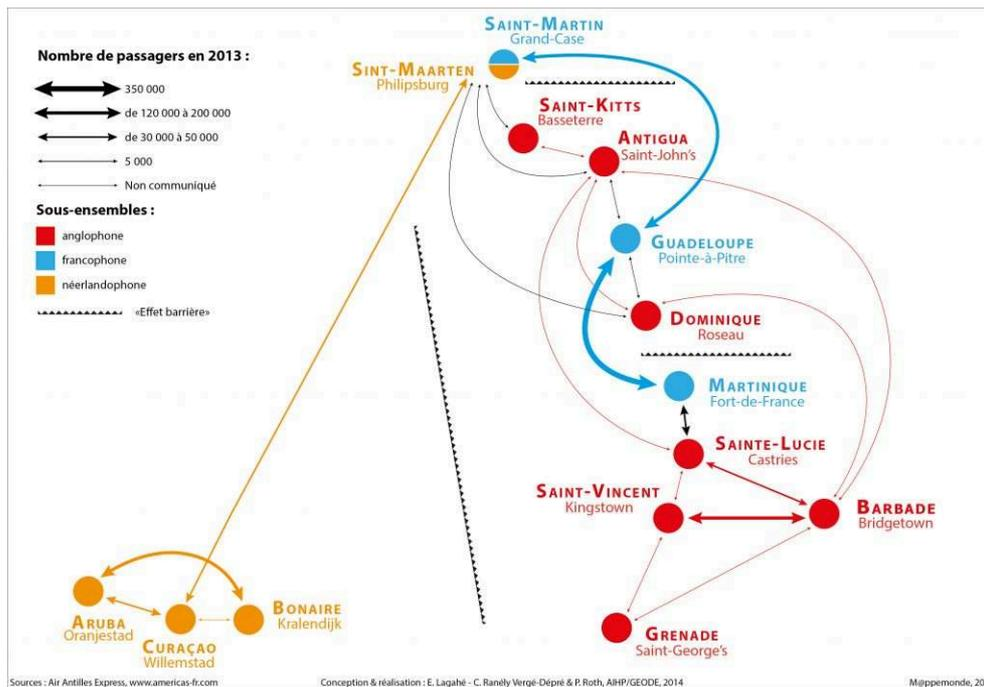 Nombre de passagers en 2013 :
350 000
de 120 000 à 200 000
de 30 000 à 50 000
5 000
Non communiqué
Sous-ensembles :
anglophone
francophone
néerlandophone
«Effet barrière»
SAINT-MARTIN
Grand-Case
SINT-MAARTEN
Philipsburg
SAINT-KITTS
Basseterre
ANTIGUA
Saint-John's
GUADELOUPE
Pointe-à-Pitre
DOMINIQUE
Roseau
MARTINIQUE
Fort-de-France
SAINTE-LUCIE
Castries
SAINT-VINCENT
Kingstown
BARBADE
Bridgetown
GRENADE
Saint-George's
ARUBA
Oranjestad
CURAÇAO
Willemstad
BONAIRE
Kralendijk
Sources : Air Antilles Express, www.americas-fr.com
Conception & réalisation : E. Lagahé - C. Ranély Vergé-Dépré & P. Roth, AIHP/GEODE, 2014
M@ppemonde, 20